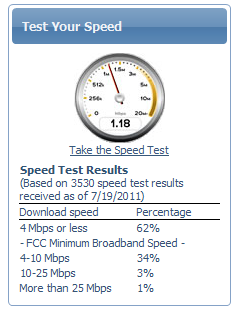 Test Your Speed
1M 1.5M
512k 3M
256k 10M
0 Mbps 20M+
1.18
Take the Speed Test
Speed Test Results
(Based on 3530 speed test results
received as of 7/19/2011)
Download speed Percentage
4 Mbps or less 62%
- FCC Minimum Broadband Speed -
4-10 Mbps 34%
10-25 Mbps 3%
More than 25 Mbps 1%